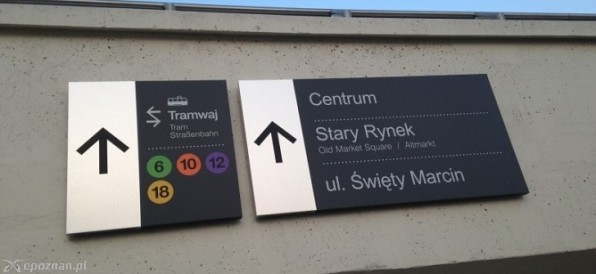 Tramwaj
Tram
Straßenbahn
6 10 12
18
Centrum
Stary Rynek
Old Market Square / Altmarkt
ul. Święty Marcin
epoznan.pl